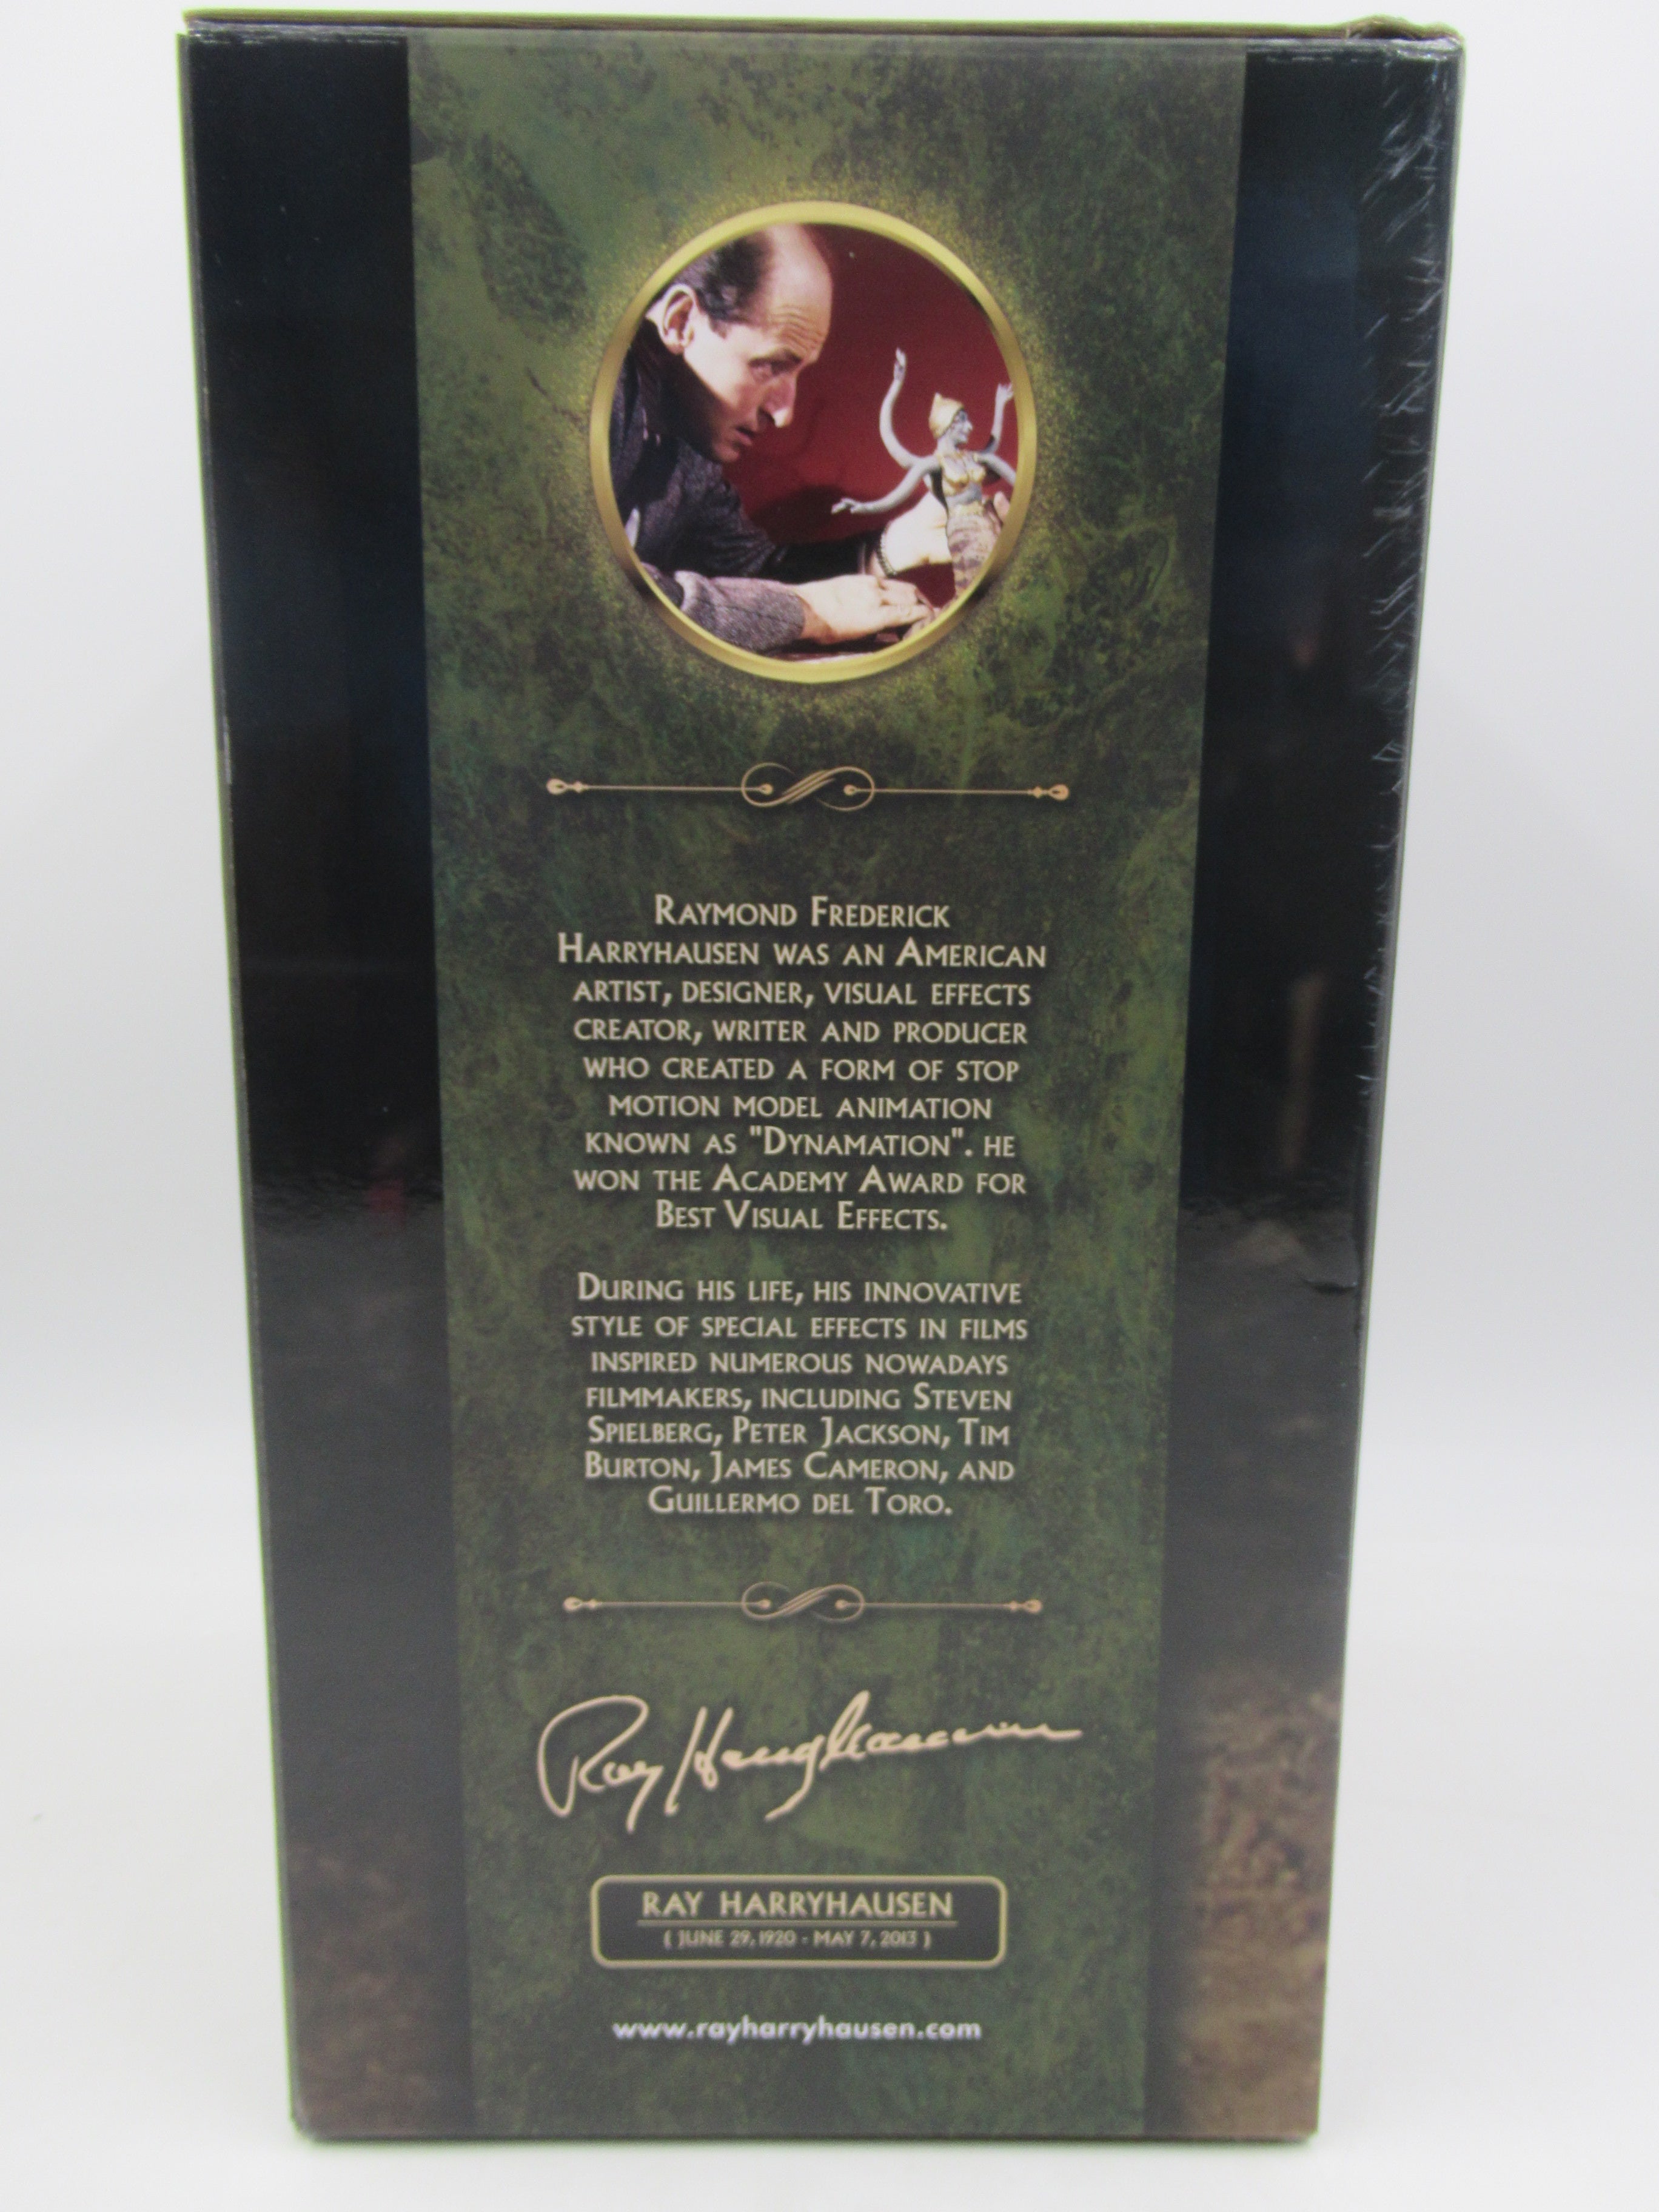 RAYMOND FREDERICK
HARRYHAUSEN WAS AN AMERICAN
ARTIST, DESIGNER, VISUAL EFFECTS
CREATOR, WRITER AND PRODUCER
WHO CREATED A FORM OF STOP
MOTION MODEL ANIMATION
KNOWN AS "DYNAMATION". HE
WON THE ACADEMY AWARD FOR
BEST VISUAL EFFECTS.
DURING HIS LIFE, HIS INNOVATIVE
STYLE OF SPECIAL EFFECTS IN FILMS
INSPIRED NUMEROUS NOWADAYS
FILMMAKERS, INCLUDING STEVEN
SPIELBERG, PETER JACKSON, TIM
BURTON, JAMES CAMERON, AND
GUILLERMO DEL TORO.
Ray Harryhausen
RAY HARRYHAUSEN
( JUNE 29, 1920 - MAY 7, 2013 )
www.rayharryhausen.com